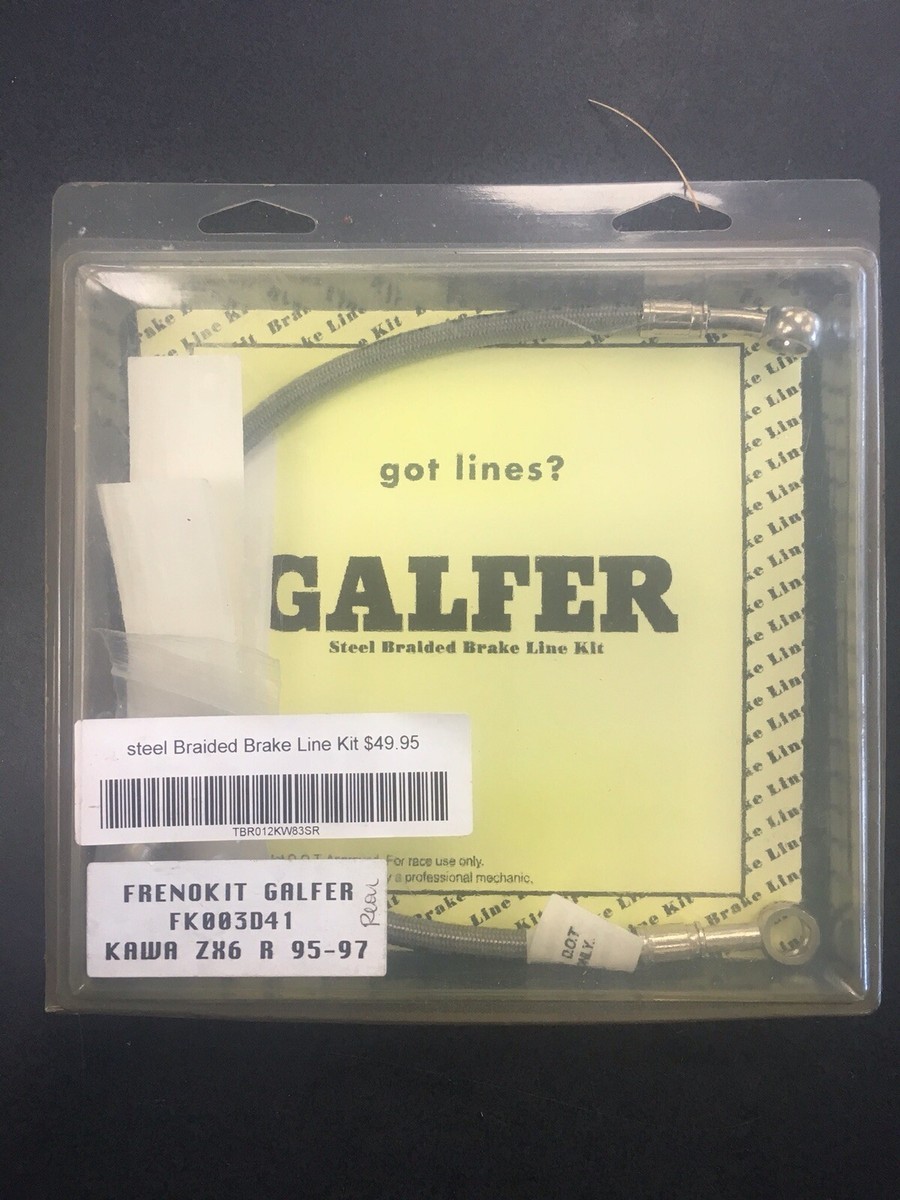 got lines?
GALFER
Steel Braided Brake Line Kit
steel Braided Brake Line Kit $49.95
TBR012KW83SR
D.O.T. Approved. For race use only.
a professional mechanic.
FRENOKIT GALFER
FK003D41
KAWA ZX6 R 95-97
Rear
D.O.T
Brake Line Kit